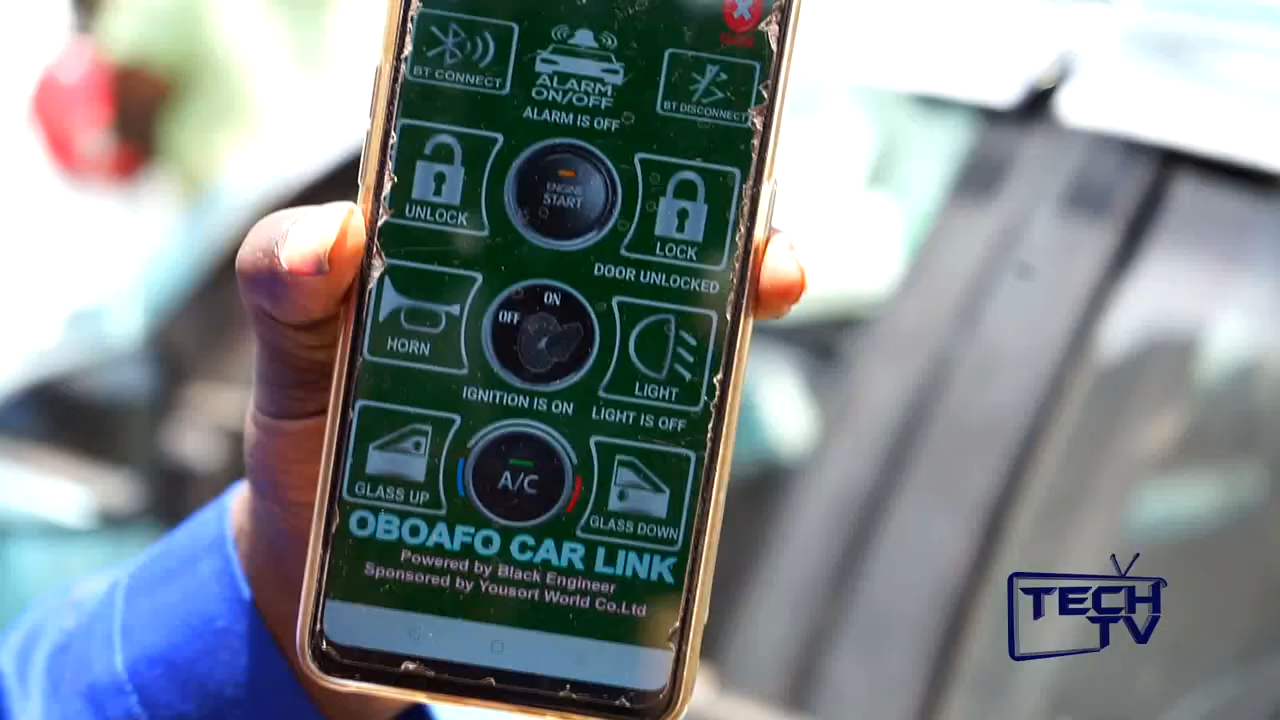 BT CONNECT
ALARM
ON/OFF
BT DISCONNECT
ALARM IS OFF
UNLOCK
ENGINE
START
LOCK
DOOR UNLOCKED
HORN
ON
OFF
LIGHT
IGNITION IS ON
LIGHT IS OFF
GLASS UP
A/C
GLASS DOWN
OBOAFO CAR LINK
Powered by Black Engineer
Sponsored by Yousort World Co.Ltd
TECH
TV